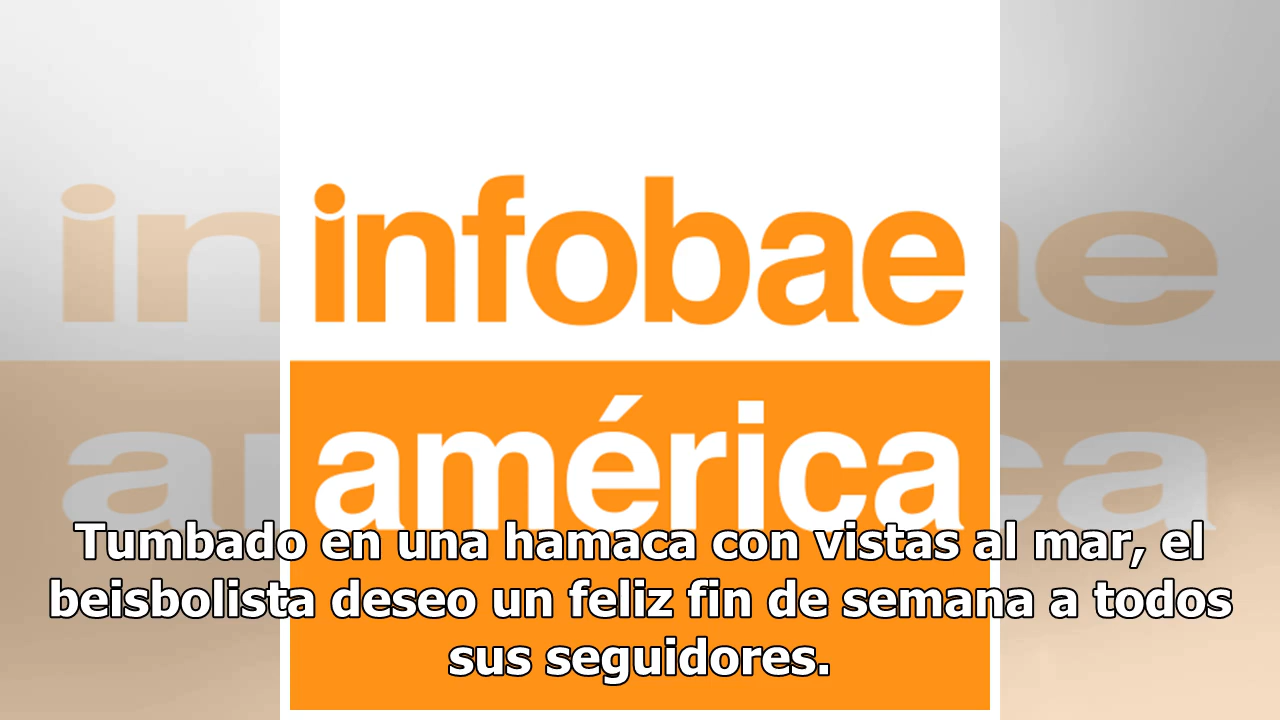 infobae
américa
Tumbado en una hamaca con vistas al mar, el
beisbolista deseo un feliz fin de semana a todos
sus seguidores.